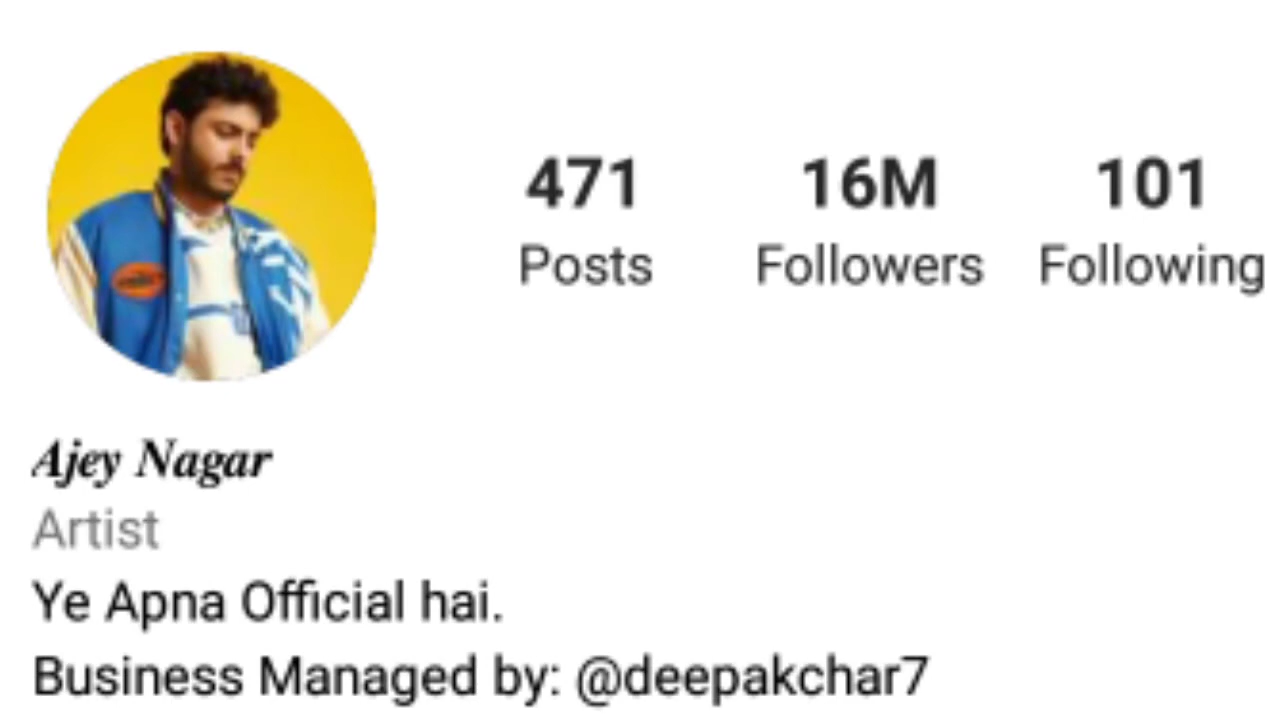 471 16M 101
Posts Followers Following
Ajey Nagar
Artist
Ye Apna Official hai.
Business Managed by: @deepakchar7